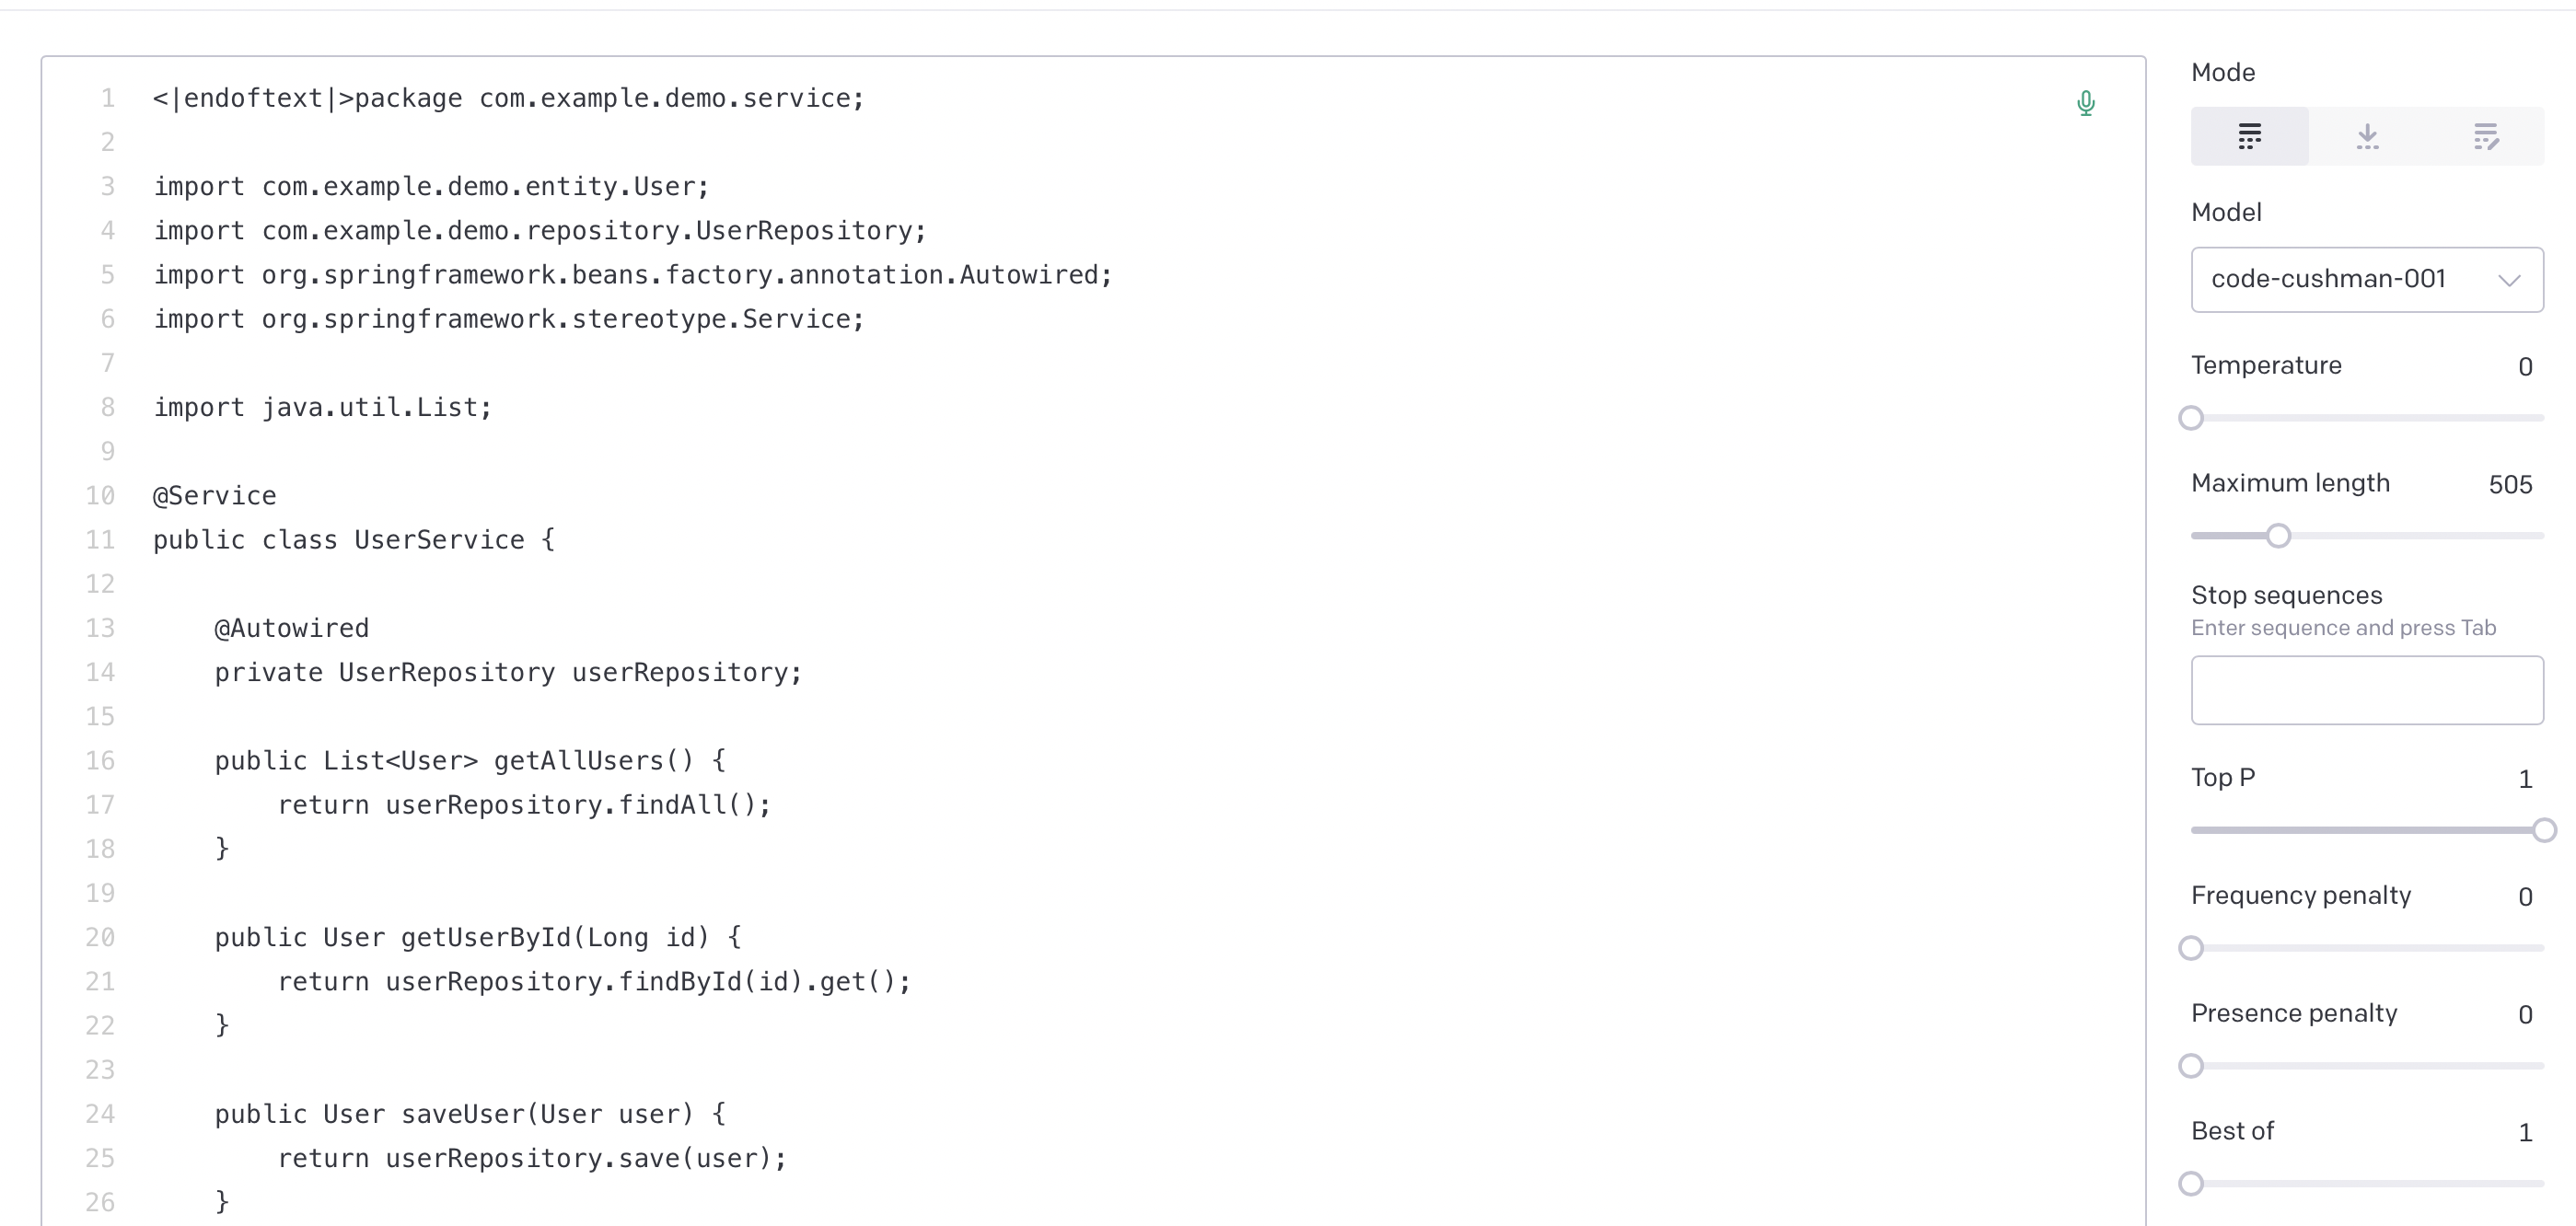 1 <|endoftext|>package com.example.demo.service;
2
3 import com.example.demo.entity.User;
4 import com.example.demo.repository.UserRepository;
5 import org.springframework.beans.factory.annotation.Autowired;
6 import org.springframework.stereotype.Service;
7
8 import java.util.List;
9
10 @Service
11 public class UserService {
12
13     @Autowired
14     private UserRepository userRepository;
15
16     public List<User> getAllUsers() {
17         return userRepository.findAll();
18     }
19
20     public User getUserById(Long id) {
21         return userRepository.findById(id).get();
22     }
23
24     public User saveUser(User user) {
25         return userRepository.save(user);
26     }
Mode
Model
code-cushman-001
Temperature 0
Maximum length 505
Stop sequences
Enter sequence and press Tab
Top P 1
Frequency penalty 0
Presence penalty 0
Best of 1